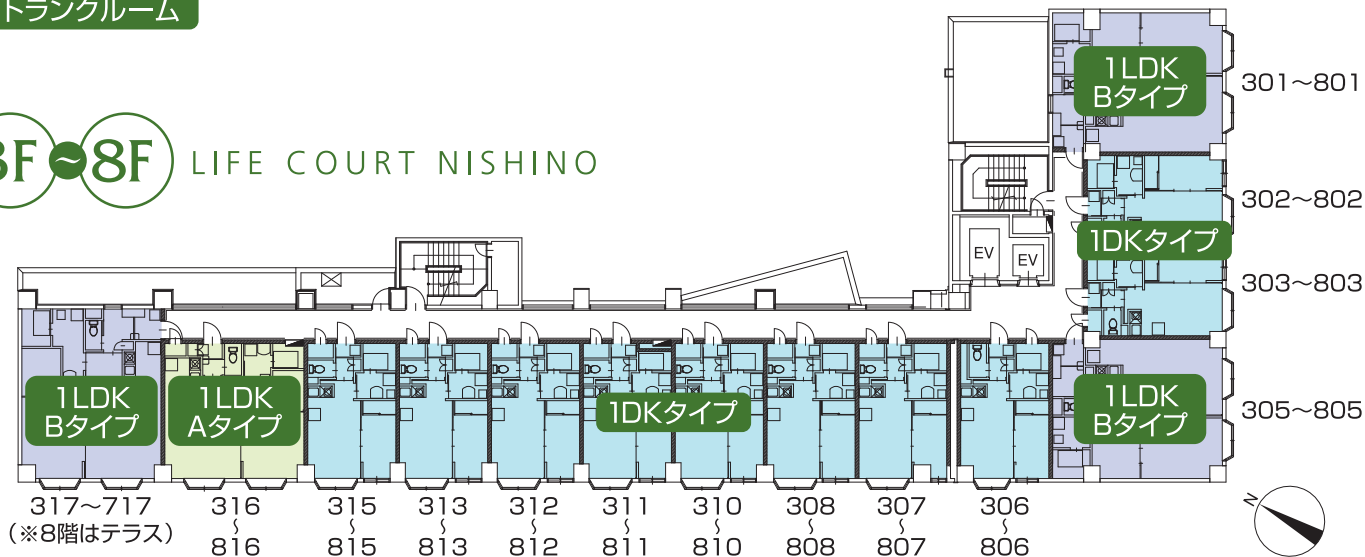 トランクルーム
3F~8F LIFE COURT NISHINO
1LDK
Bタイプ
301~801
302~802
1DKタイプ
303~803
EV EV
1LDK
Bタイプ
305~805
1LDK
Bタイプ
1LDK
Aタイプ
1DKタイプ
317~717
(※8階はテラス)
316
~
816
315
~
815
313
~
813
312
~
812
311
~
811
310
~
810
308
~
808
307
~
807
306
~
806
N